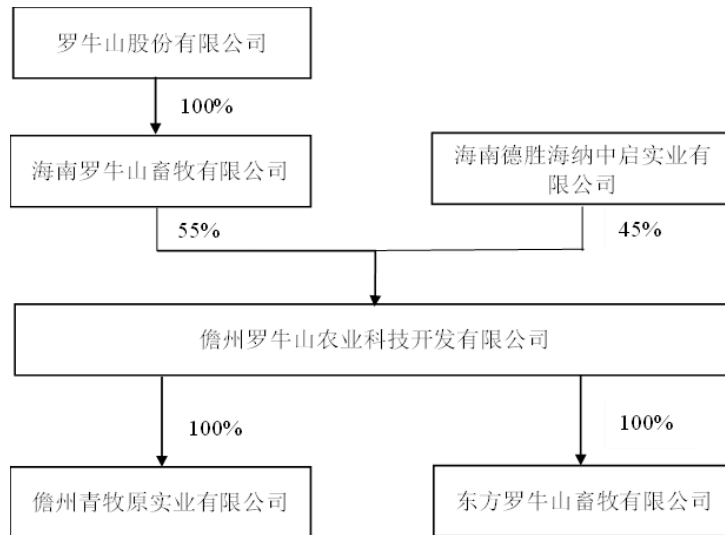 罗牛山股份有限公司
100%
海南罗牛山畜牧有限公司
海南德胜海纳中启实业有
限公司
55%
45%
儋州罗牛山农业科技开发有限公司
100%
100%
儋州青牧原实业有限公司
东方罗牛山畜牧有限公司